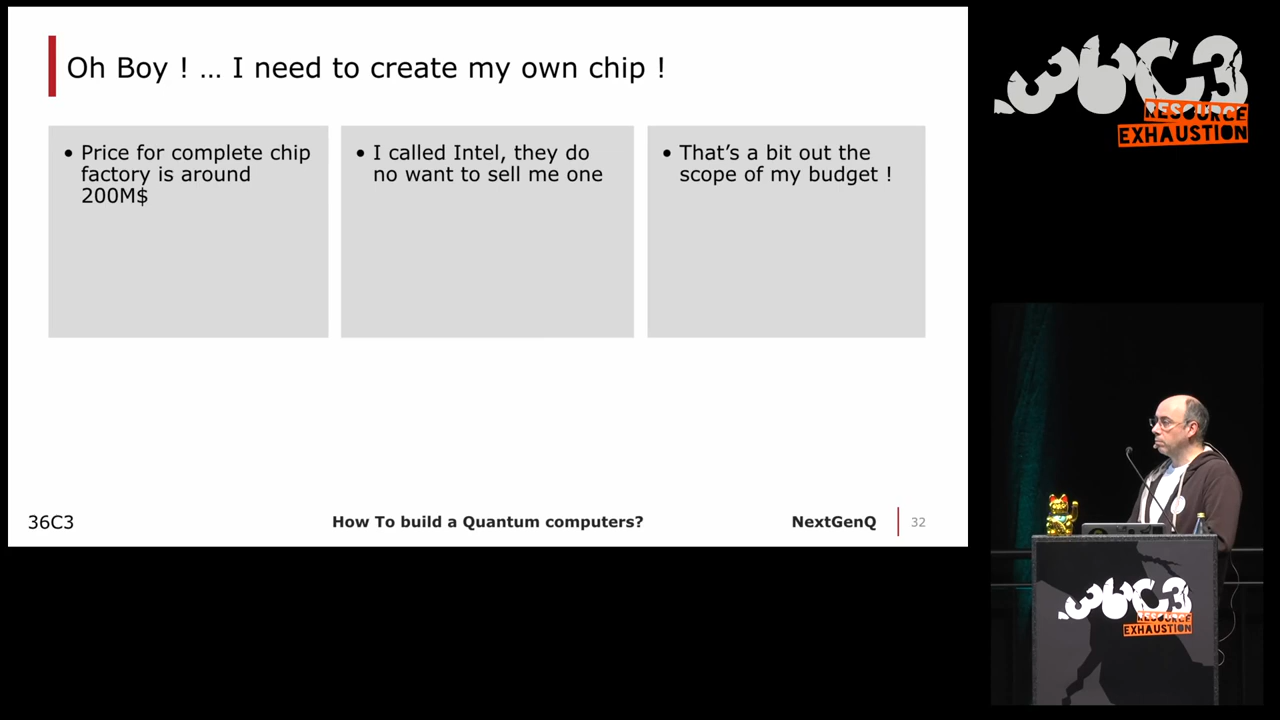 Oh Boy ! … I need to create my own chip !
• Price for complete chip
factory is around
200M$
• I called Intel, they do
no want to sell me one
• That’s a bit out the
scope of my budget !
36C3
How To build a Quantum computers?
NextGenQ
32
36C3
RESOURCE
EXHAUSTION
36C3
RESOURCE
EXHAUSTION